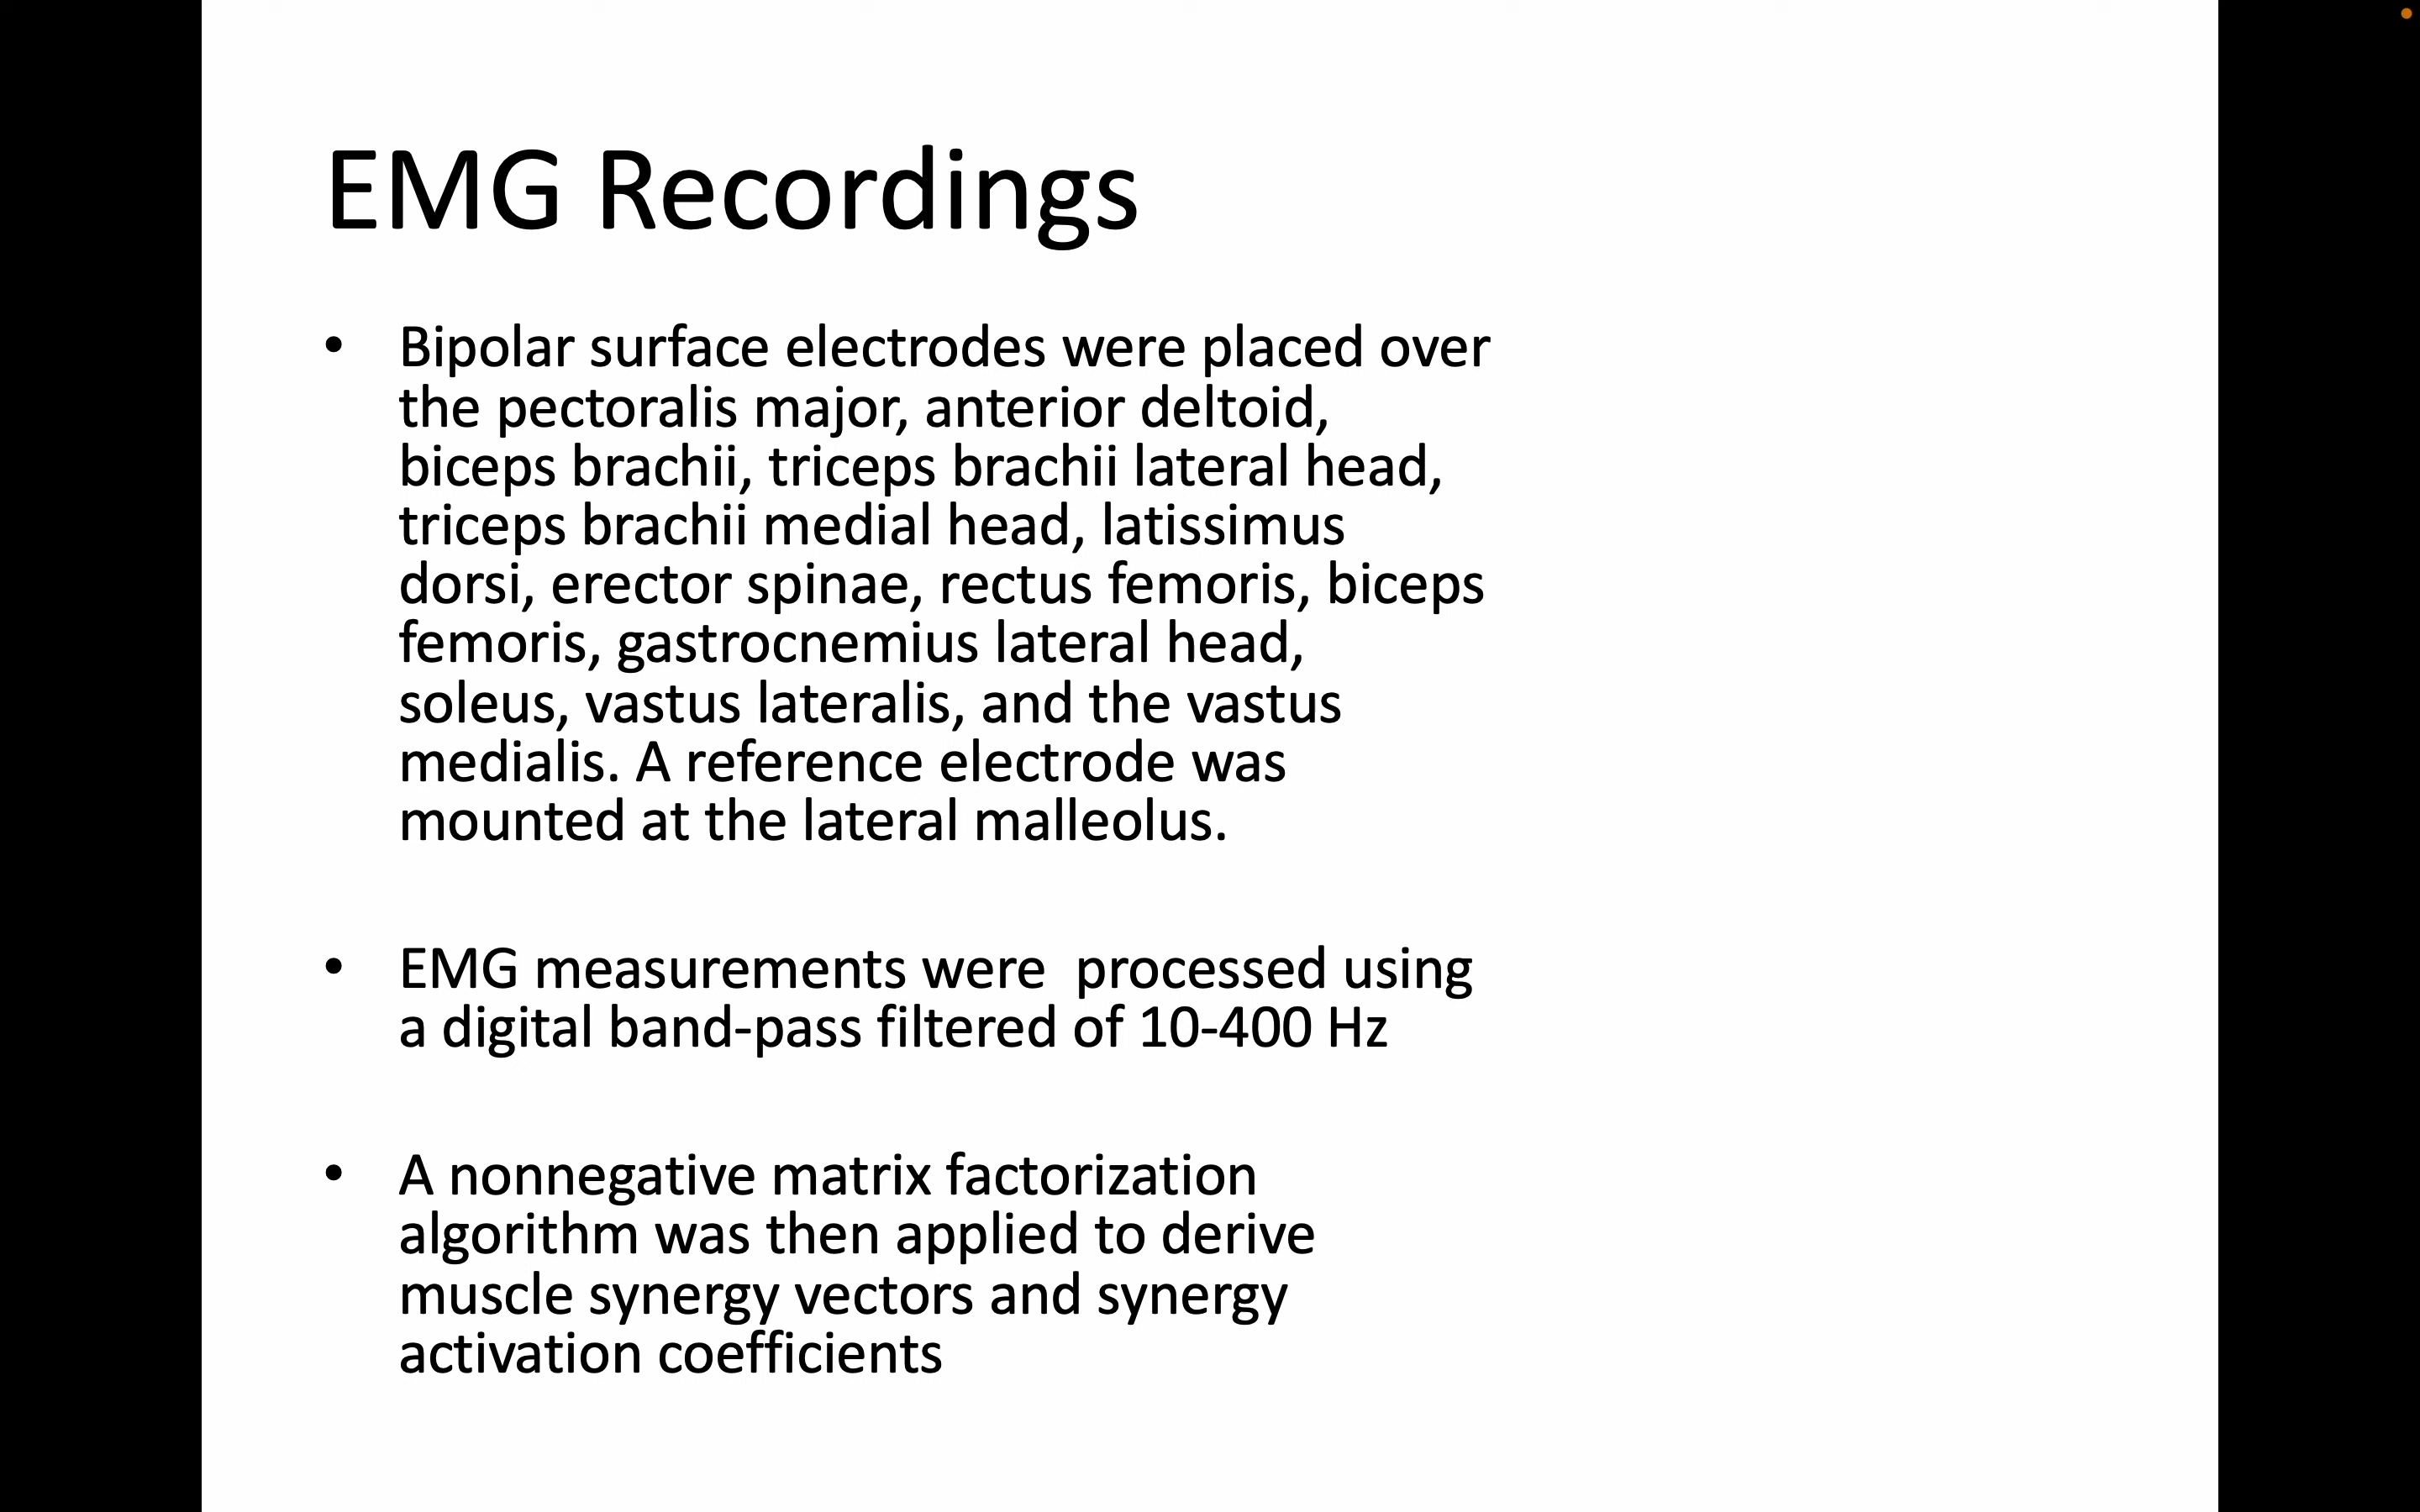 EMG Recordings
• Bipolar surface electrodes were placed over
the pectoralis major, anterior deltoid,
biceps brachii, triceps brachii lateral head,
triceps brachii medial head, latissimus
dorsi, erector spinae, rectus femoris, biceps
femoris, gastrocnemius lateral head,
soleus, vastus lateralis, and the vastus
medialis. A reference electrode was
mounted at the lateral malleolus.
• EMG measurements were  processed using
a digital band-pass filtered of 10-400 Hz
• A nonnegative matrix factorization
algorithm was then applied to derive
muscle synergy vectors and synergy
activation coefficients